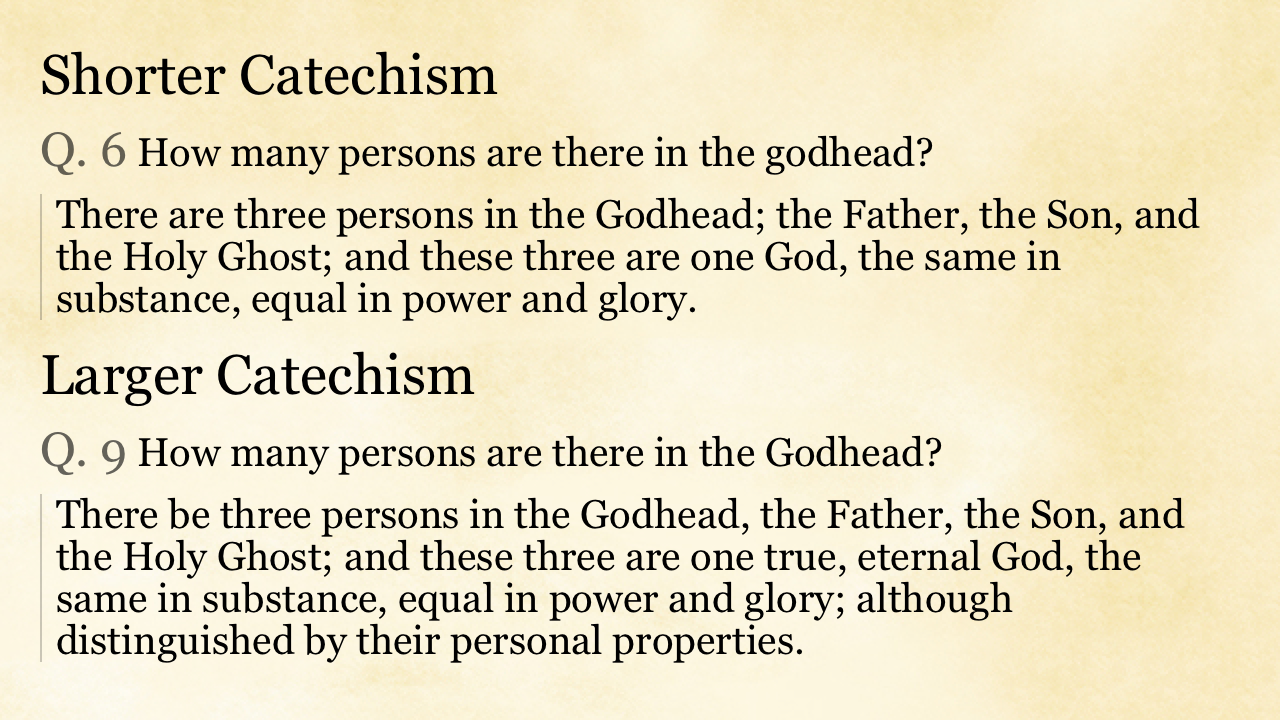 Shorter Catechism
Q. 6 How many persons are there in the godhead?
There are three persons in the Godhead; the Father, the Son, and
the Holy Ghost; and these three are one God, the same in
substance, equal in power and glory.
Larger Catechism
Q. 9 How many persons are there in the Godhead?
There be three persons in the Godhead, the Father, the Son, and
the Holy Ghost; and these three are one true, eternal God, the
same in substance, equal in power and glory; although
distinguished by their personal properties.